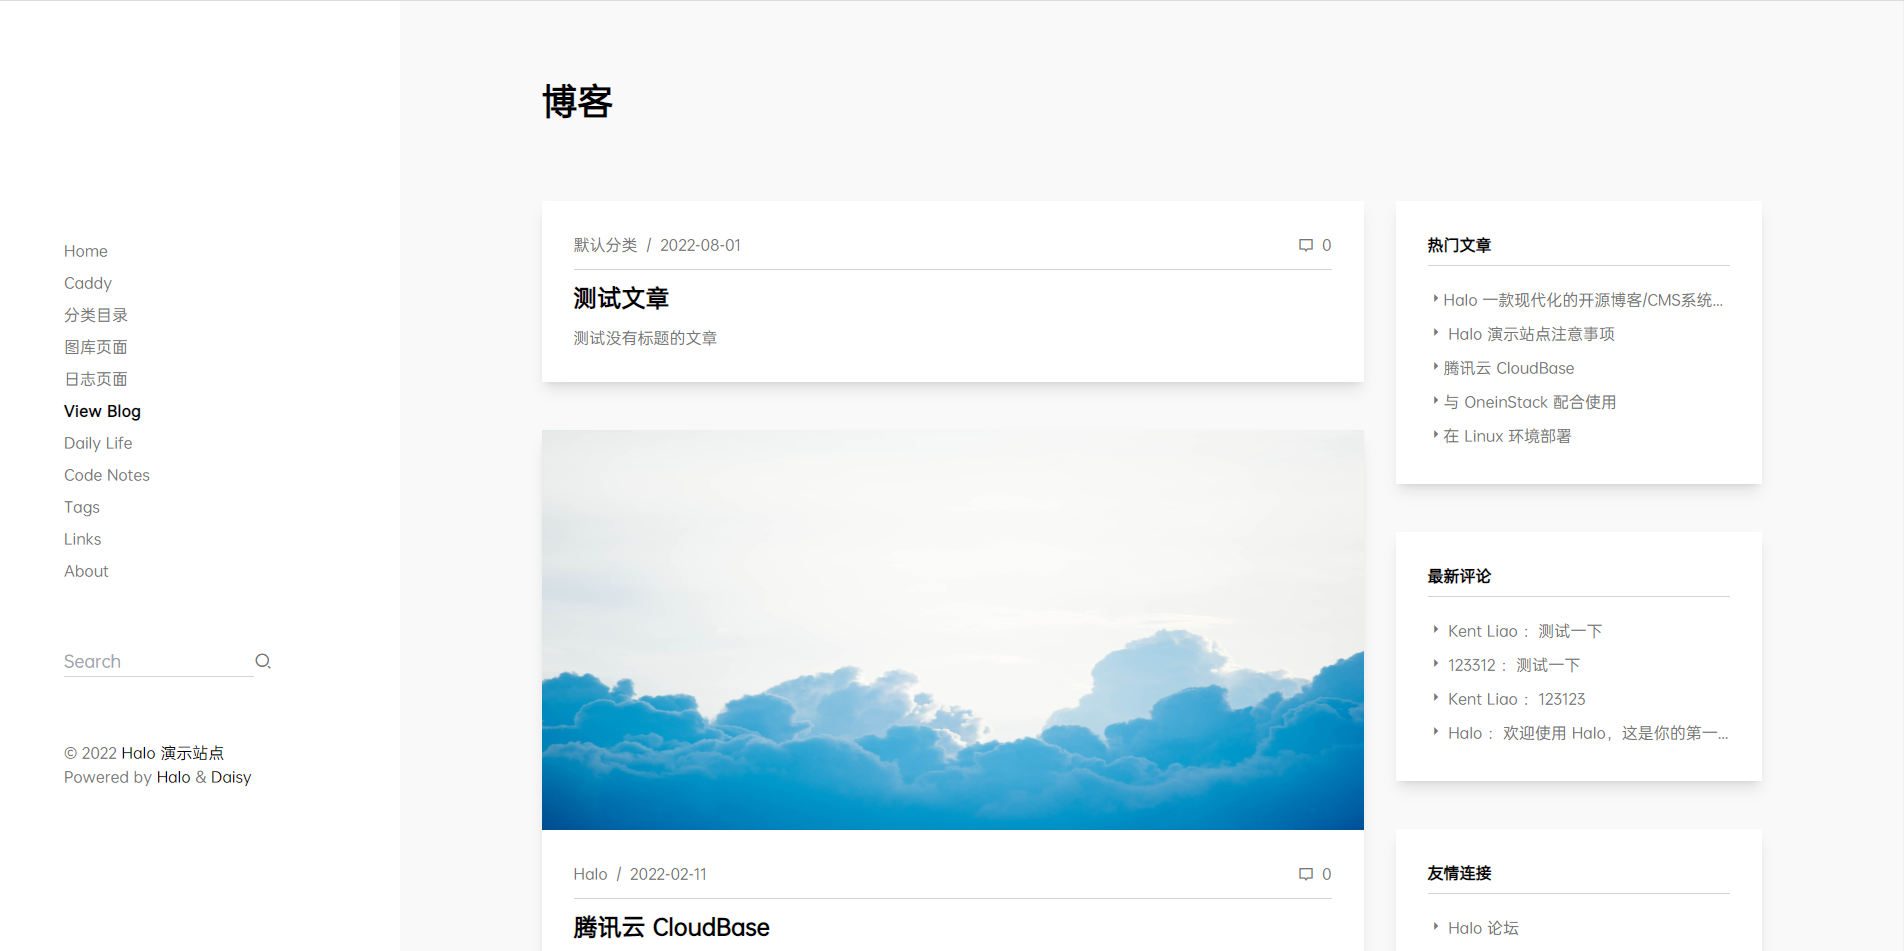 Home
Caddy
分类目录
图库页面
日志页面
View Blog
Daily Life
Code Notes
Tags
Links
About
Search
© 2022 Halo 演示站点
Powered by Halo & Daisy
博客
默认分类 / 2022-08-01 0
测试文章
测试没有标题的文章
Halo / 2022-02-11 0
腾讯云 CloudBase
热门文章
Halo 一款现代化的开源博客/CMS系统...
Halo 演示站点注意事项
腾讯云 CloudBase
与 OneinStack 配合使用
在 Linux 环境部署
最新评论
Kent Liao : 测试一下
123312 : 测试一下
Kent Liao : 123123
Halo : 欢迎使用 Halo，这是你的第一...
友情连接
Halo 论坛